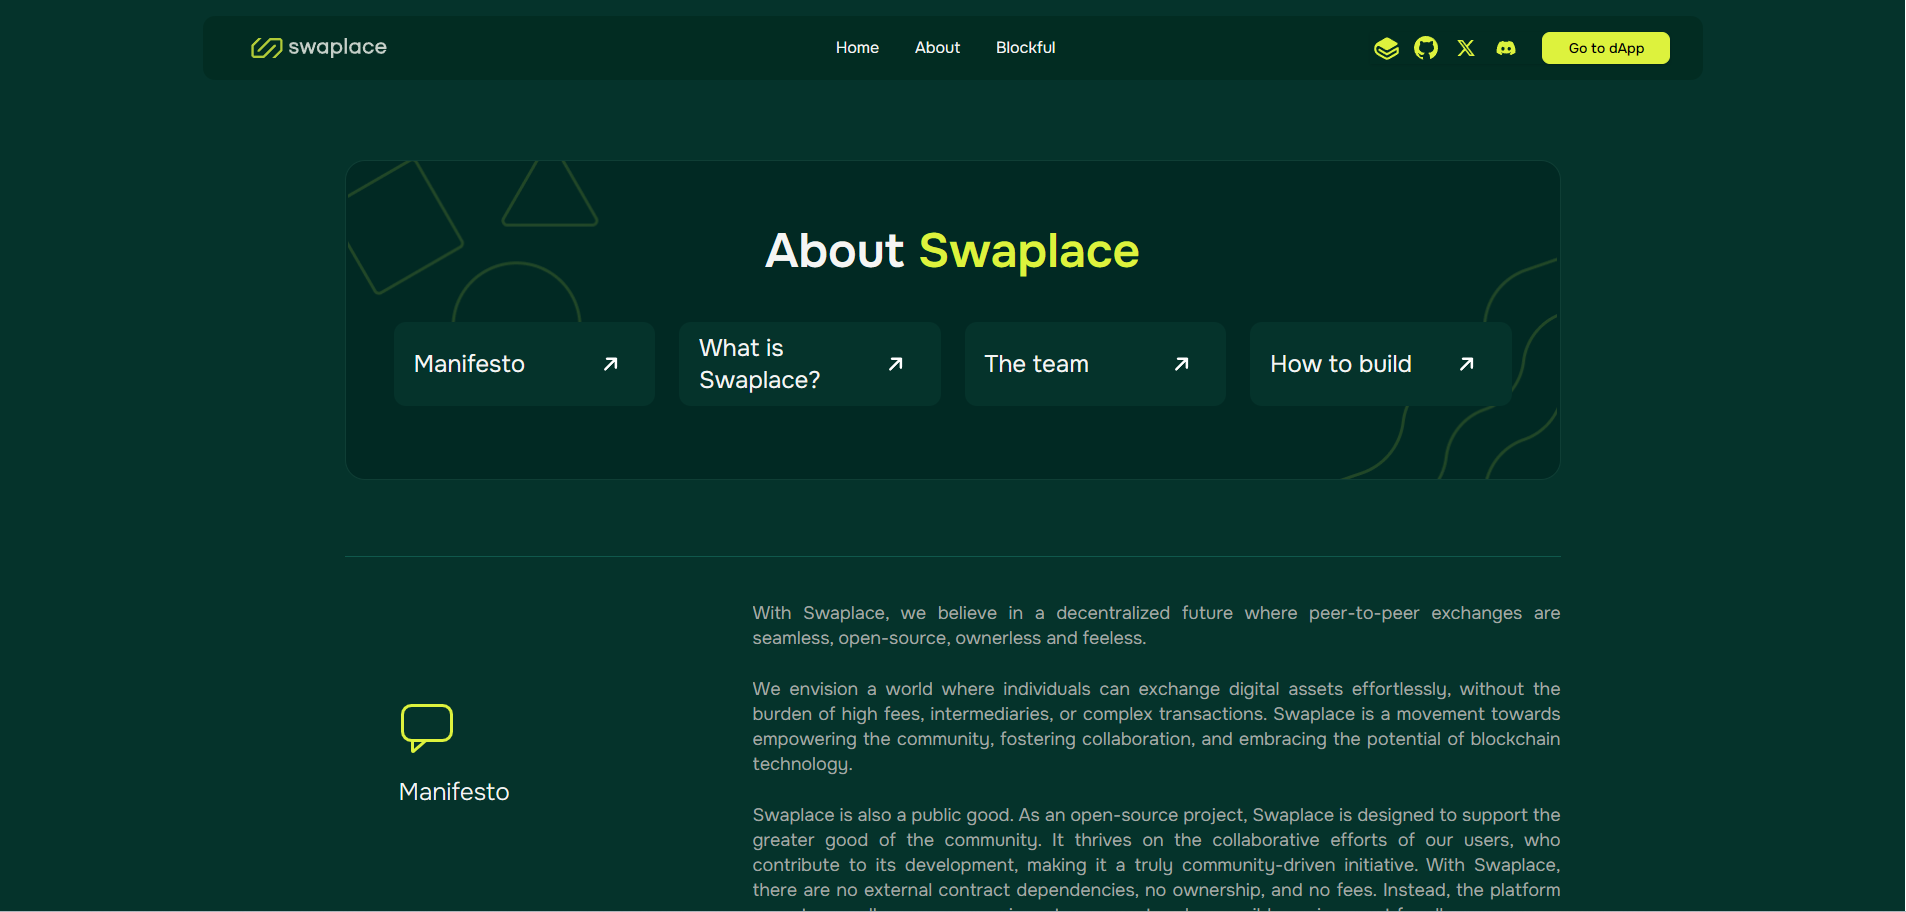 swaplace
Home
About
Blockful
Go to dApp
About Swaplace
Manifesto
What is
Swaplace?
The team
How to build
Manifesto
With Swaplace, we believe in a decentralized future where peer-to-peer exchanges are
seamless, open-source, ownerless and feeless.
We envision a world where individuals can exchange digital assets effortlessly, without the
burden of high fees, intermediaries, or complex transactions. Swaplace is a movement towards
empowering the community, fostering collaboration, and embracing the potential of blockchain
technology.
Swaplace is also a public good. As an open-source project, Swaplace is designed to support the
greater good of the community. It thrives on the collaborative efforts of our users, who
contribute to its development, making it a truly community-driven initiative. With Swaplace,
there are no external contract dependencies, no ownership, and no fees. Instead, the platform